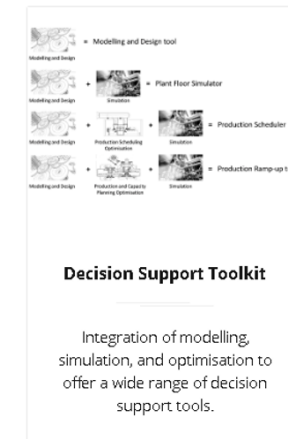 = Modelling and Design tool
Modelling and Design
+ = Plant Floor Simulator
Modelling and Design Simulation
+ + = Production Scheduler
Modelling and Design Production Scheduling Optimisation Simulation
+ + = Production Ramp-up t
Modelling and Design Production and Capacity Planning Optimisation Simulation
Decision Support Toolkit
Integration of modelling,
simulation, and optimisation to
offer a wide range of decision
support tools.